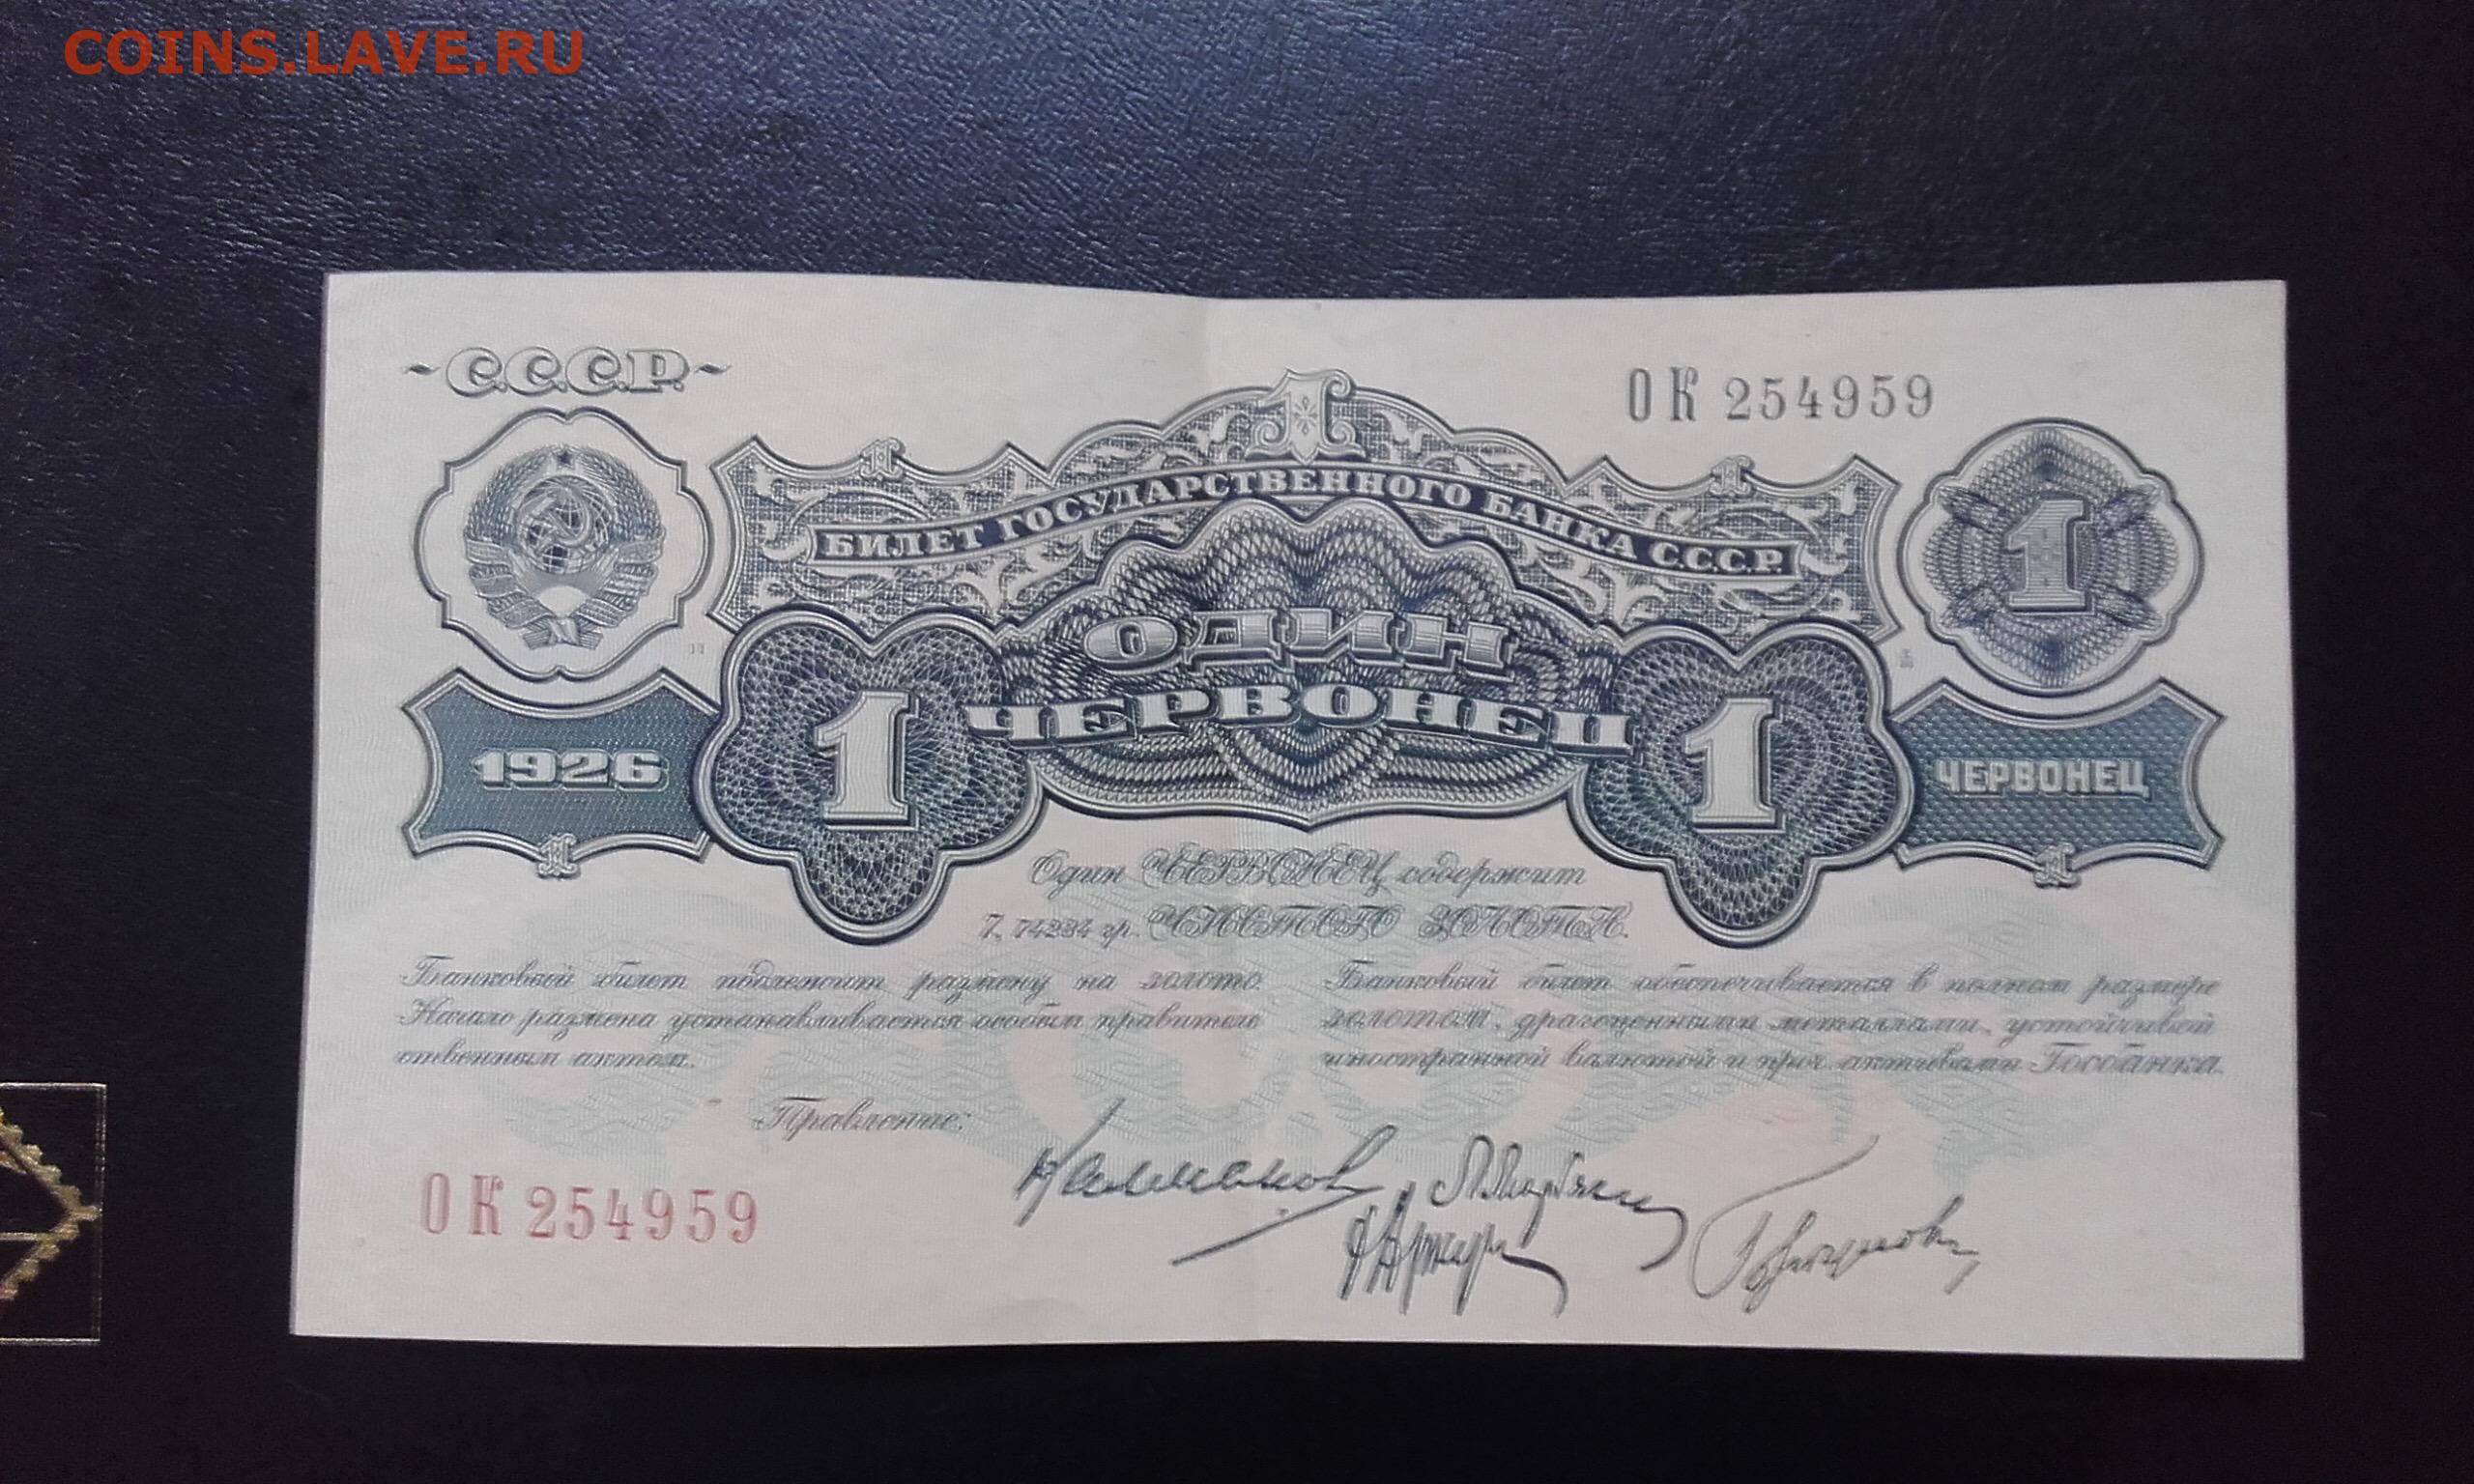 COINS.LAVE.RU
С.С.С.Р.
ОК 254959
1
БИЛЕТ ГОСУДАРСТВЕННОГО БАНКА С.С.С.Р.
1
ОДИН
ЧЕРВОНЕЦ
1
1
1926
ЧЕРВОНЕЦ
1
1
Один ЧЕРВОНЕЦ содержит
7,74234 гр. ЧИСТОГО ЗОЛОТА.
Банковый билет подлежит размену на золото.
Начало размена устанавливается особым правитель-
ственным актом.
Банковый билет обеспечивается в полном размере
золотом, драгоценными металлами, устойчивой
иностранной валютой и проч. активами Госбанка.
Правление:
ОК 254959